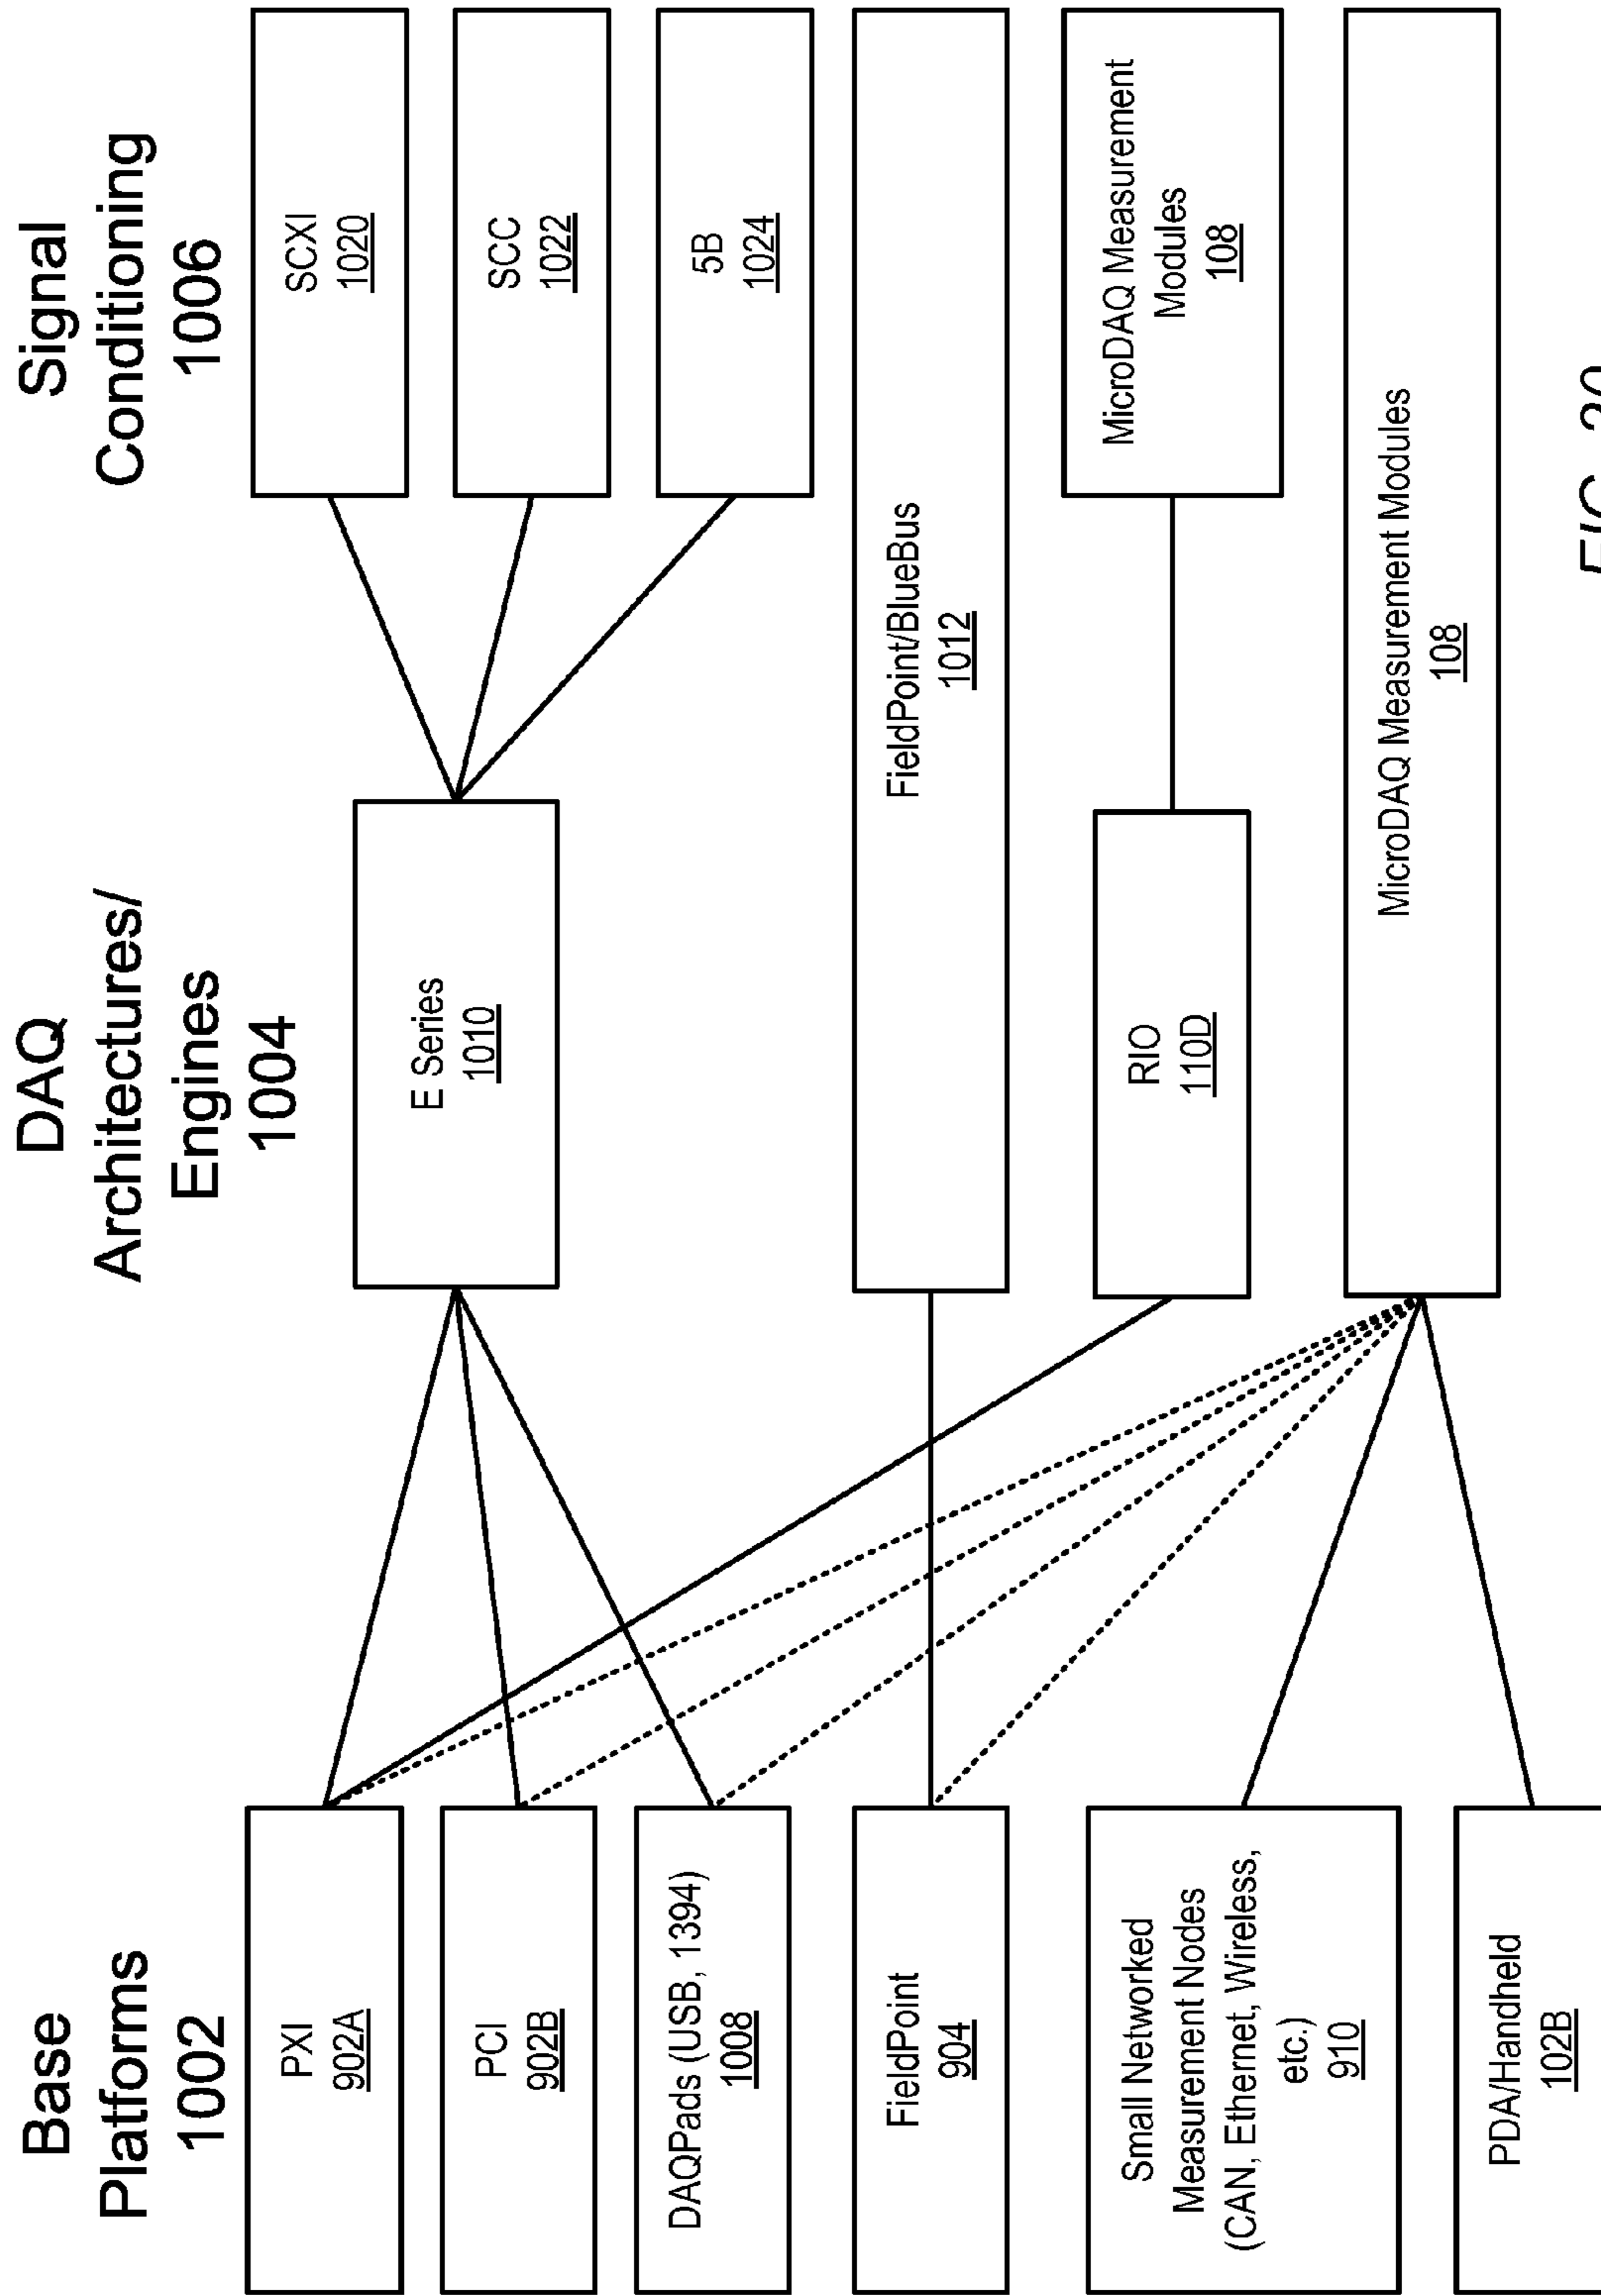 Base
Platforms
1002
DAQ
Architectures/
Engines
1004
Signal
Conditioning
1006
PXI
902A
PCI
902B
DAQPads (USB, 1394)
1008
FieldPoint
904
Small Networked
Measurement Nodes
(CAN, Ethernet, Wireless,
etc.)
910
PDA/Handheld
102B
E Series
1010
RIO
110D
SCXI
1020
SCC
1022
5B
1024
FieldPoint/BlueBus
1012
MicroDAQ Measurement
Modules
108
MicroDAQ Measurement Modules
108
FIG.